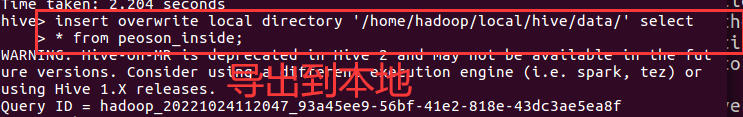 Time taken: 2.204 seconds
hive> insert overwrite local directory '/home/hadoop/local/hive/data/' select
    > * from peoson_inside;
WARNING: Hive-on-MR is deprecated in Hive 2 and may not be available in the fut
ure versions. Consider using a different execution engine (i.e. spark, tez) or
using Hive 1.X releases.
导出到本地
Query ID = hadoop_20221024112047_93a45ee9-56bf-41e2-818e-43dc3ae5ea8f